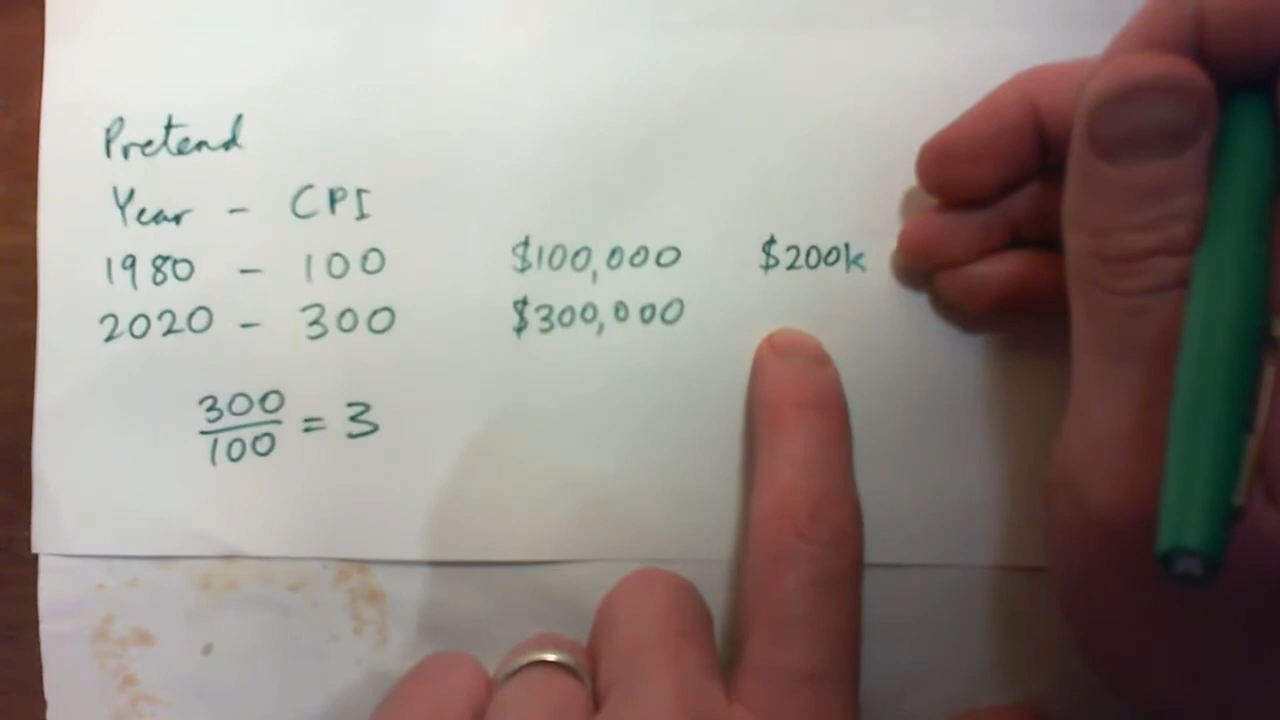 Pretend
Year - CPI
1980 - 100 $100,000 $200k
2020 - 300 $300,000
300/100 = 3